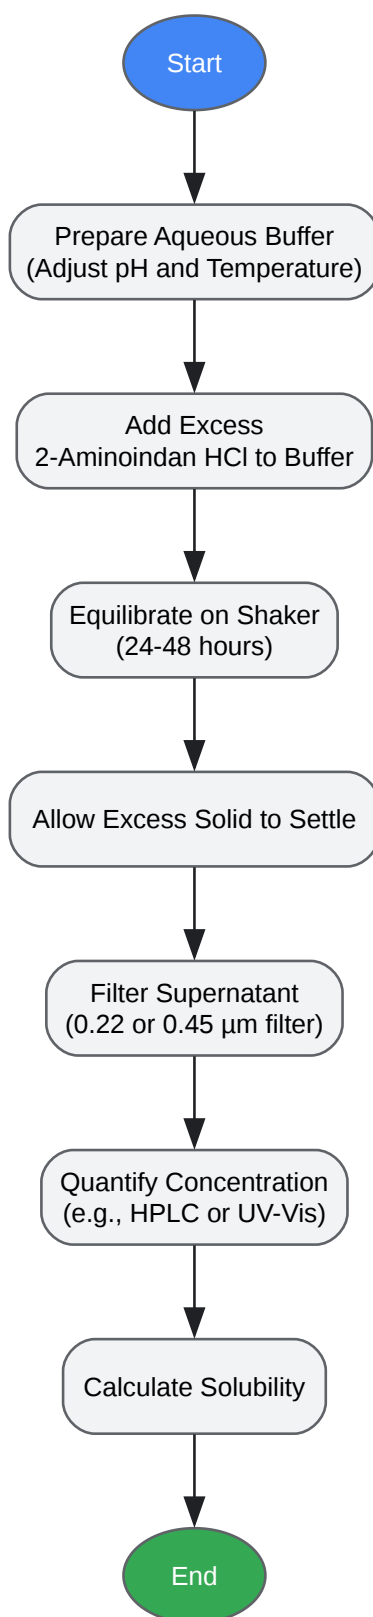 Start
Prepare Aqueous Buffer
(Adjust pH and Temperature)
Add Excess
2-Aminoindan HCl to Buffer
Equilibrate on Shaker
(24-48 hours)
Allow Excess Solid to Settle
Filter Supernatant
(0.22 or 0.45 µm filter)
Quantify Concentration
(e.g., HPLC or UV-Vis)
Calculate Solubility
End